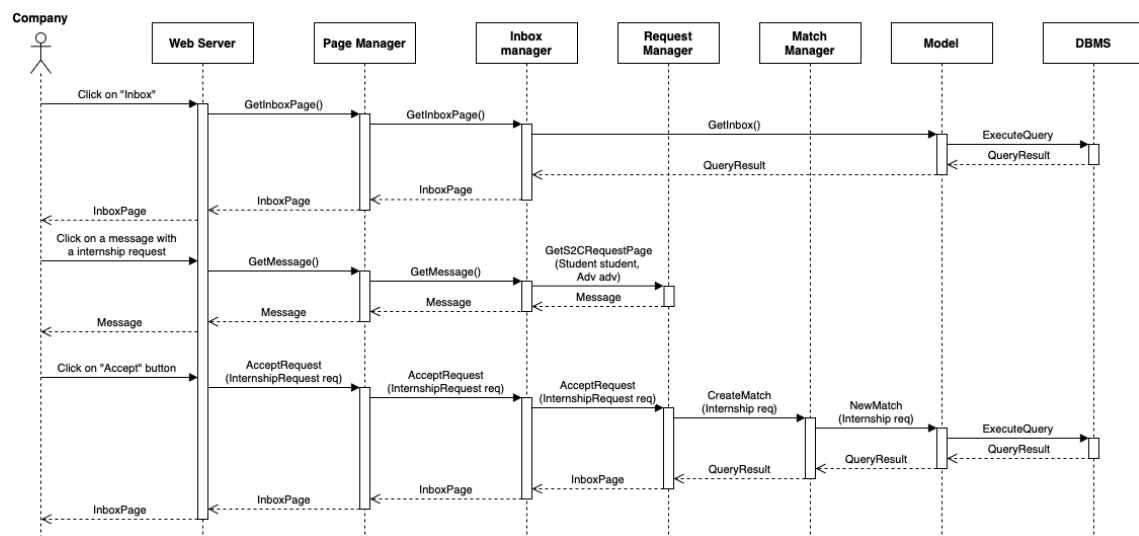 Company
Web Server
Page Manager
Inbox
manager
Request
Manager
Match
Manager
Model
DBMS
Click on "Inbox"
GetInboxPage()
GetInboxPage()
GetInbox()
ExecuteQuery
QueryResult
QueryResult
InboxPage
InboxPage
InboxPage
Click on a message with
a internship request
GetMessage()
GetMessage()
GetS2CRequestPage
(Student student,
Adv adv)
Message
Message
Message
Message
Click on "Accept" button
AcceptRequest
(InternshipRequest req)
AcceptRequest
(InternshipRequest req)
AcceptRequest
(InternshipRequest req)
CreateMatch
(Internship req)
NewMatch
(Internship req)
ExecuteQuery
QueryResult
QueryResult
QueryResult
InboxPage
InboxPage
InboxPage
InboxPage